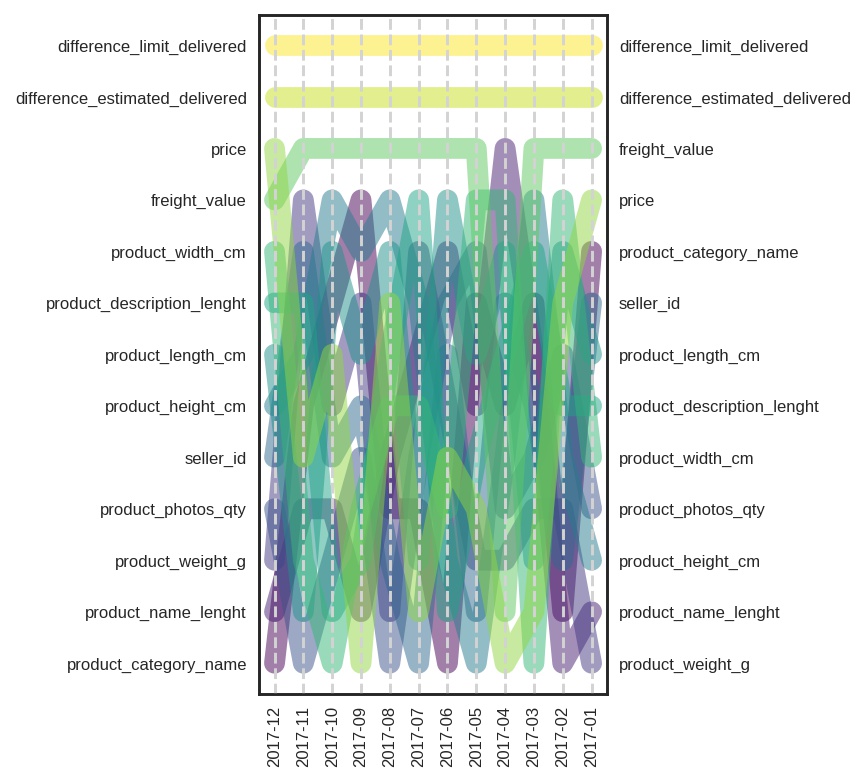 difference_limit_delivered
difference_estimated_delivered
price
freight_value
product_width_cm
product_description_lenght
product_length_cm
product_height_cm
seller_id
product_photos_qty
product_weight_g
product_name_lenght
product_category_name
difference_limit_delivered
difference_estimated_delivered
freight_value
price
product_category_name
seller_id
product_length_cm
product_description_lenght
product_width_cm
product_photos_qty
product_height_cm
product_name_lenght
product_weight_g
2017-12
2017-11
2017-10
2017-09
2017-08
2017-07
2017-06
2017-05
2017-04
2017-03
2017-02
2017-01